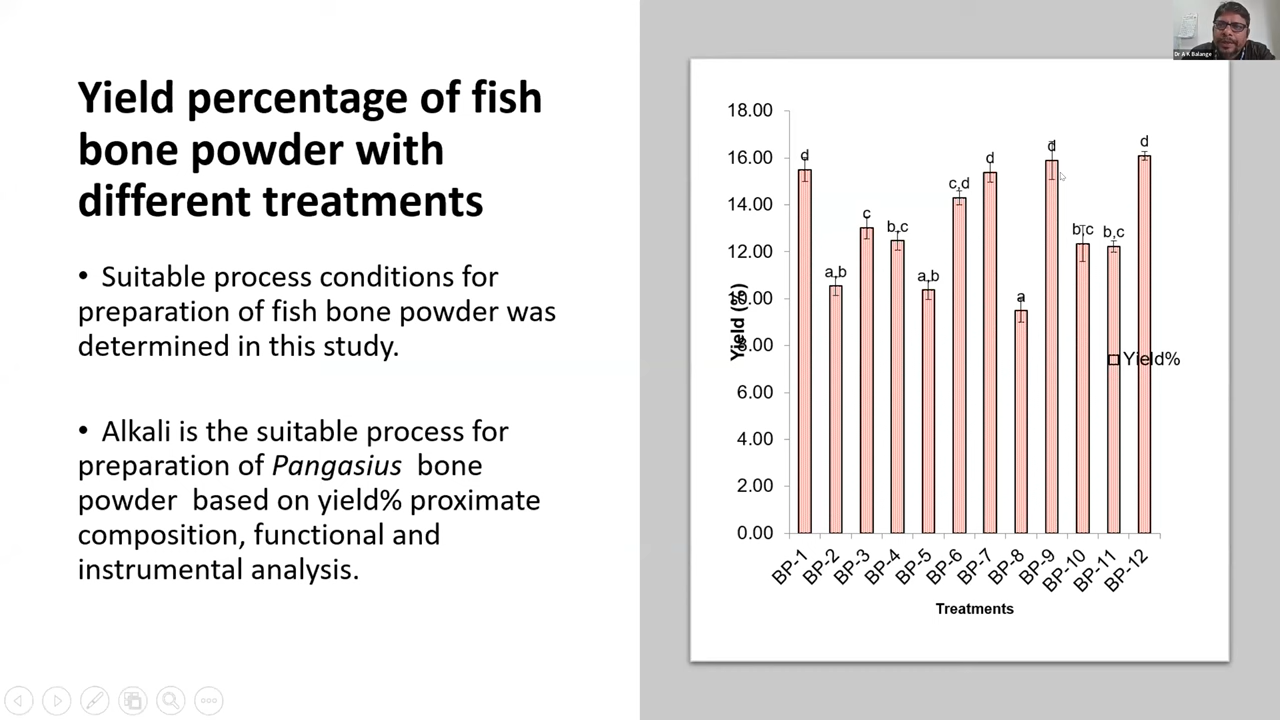 Dr A K Balange
Yield percentage of fish
bone powder with
different treatments
• Suitable process conditions for
preparation of fish bone powder was
determined in this study.
• Alkali is the suitable process for
preparation of Pangasius bone
powder based on yield% proximate
composition, functional and
instrumental analysis.
18.00
16.00
14.00
12.00
10.00
8.00
6.00
4.00
2.00
0.00
Yield (%)
d
a,b
c
b,c
a,b
c,d
d
a
d
b,c
b,c
d
Yield%
BP-1
BP-2
BP-3
BP-4
BP-5
BP-6
BP-7
BP-8
BP-9
BP-10
BP-11
BP-12
Treatments